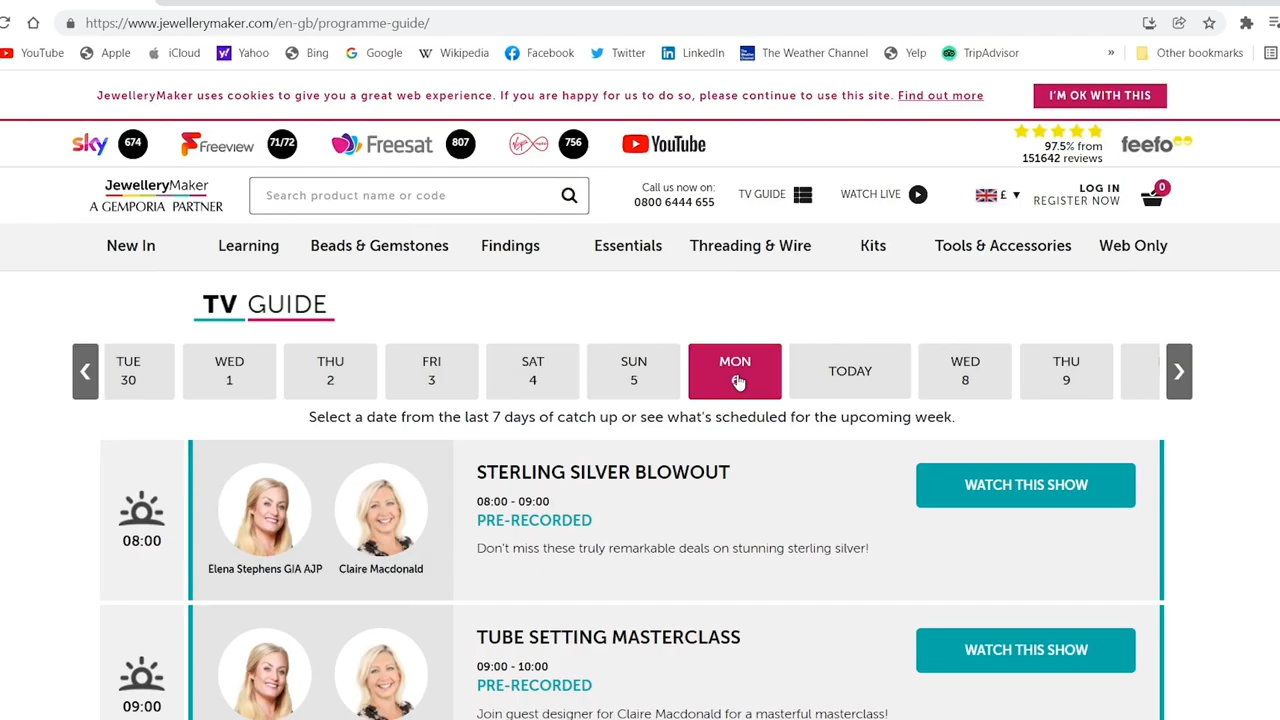 https://www.jewellerymaker.com/en-gb/programme-guide/
YouTube Apple iCloud Yahoo Bing Google Wikipedia Facebook Twitter LinkedIn The Weather Channel Yelp TripAdvisor » Other bookmarks
JewelleryMaker uses cookies to give you a great web experience. If you are happy for us to do so, please continue to use this site. Find out more I'M OK WITH THIS
sky 674 Freeview 71/72 freesat 807 756 YouTube
97.5% from
151642 reviews
feefo
JewelleryMaker
A GEMPORIA PARTNER
Search product name or code
Call us now on:
0800 6444 655
TV GUIDE
WATCH LIVE
£
LOG IN
REGISTER NOW
0
New In Learning Beads & Gemstones Findings Essentials Threading & Wire Kits Tools & Accessories Web Only
TV GUIDE
TUE WED THU FRI SAT SUN MON TODAY WED THU
30 1 2 3 4 5 8 9
Select a date from the last 7 days of catch up or see what's scheduled for the upcoming week.
08:00
Elena Stephens GIA AJP Claire Macdonald
STERLING SILVER BLOWOUT
08:00 - 09:00
PRE-RECORDED
Don't miss these truly remarkable deals on stunning sterling silver!
WATCH THIS SHOW
09:00
TUBE SETTING MASTERCLASS
09:00 - 10:00
PRE-RECORDED
Join guest designer for Claire Macdonald for a masterful masterclass!
WATCH THIS SHOW